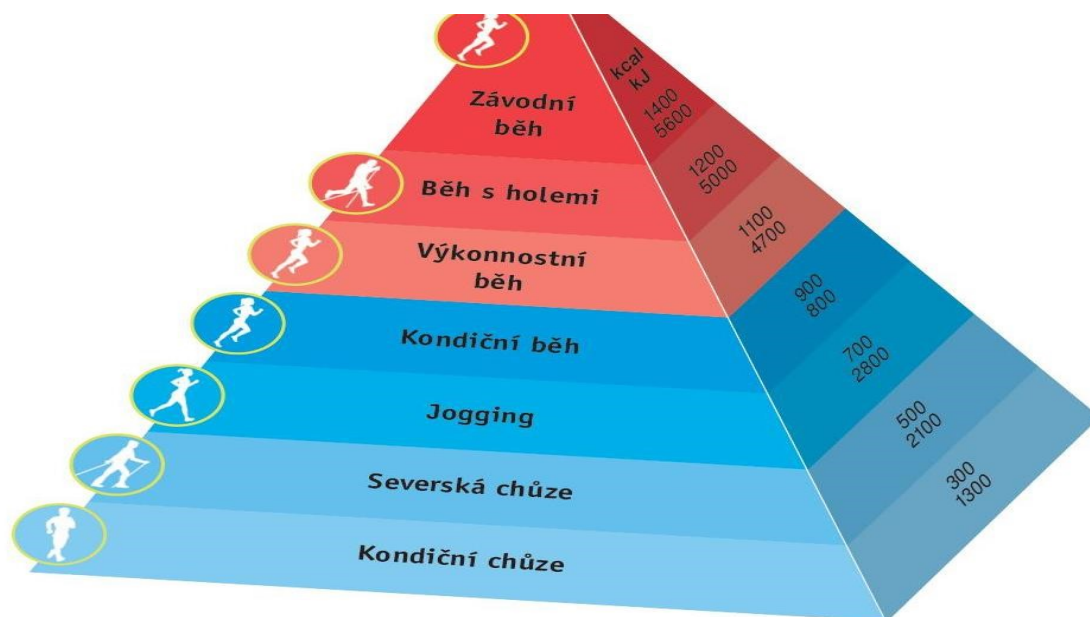 kcal
kJ
Závodní
běh
1400
5600
Běh s holemi
1200
5000
Výkonnostní
běh
1100
4700
Kondiční běh
900
800
Jogging
700
2800
Severská chůze
500
2100
Kondiční chůze
300
1300